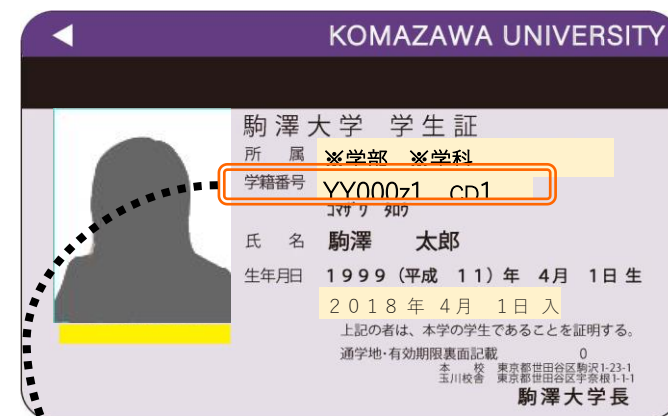 KOMAZAWA UNIVERSITY
駒澤大学 学生証
所 属 ※学部 ※学科
学籍番号 YY000z1 CD1
コマザワ タロウ
氏 名 駒澤 太郎
生年月日 1999（平成 11）年 4月 1日 生
2018年 4月 1日 入
上記の者は、本学の学生であることを証明する。
通学地・有効期限裏面記載 0
本 校 東京都世田谷区駒沢1-23-1
玉川校舎 東京都世田谷区宇奈根1-1-1
駒澤大学長